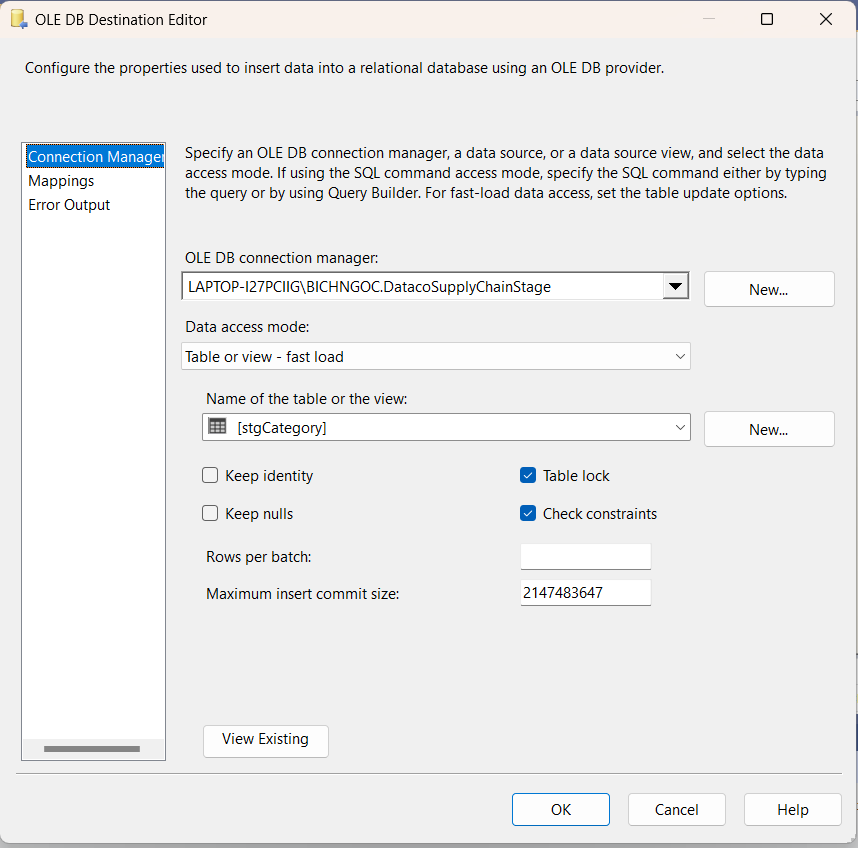 OLE DB Destination Editor
Configure the properties used to insert data into a relational database using an OLE DB provider.
Connection Manager
Mappings
Error Output
Specify an OLE DB connection manager, a data source, or a data source view, and select the data
access mode. If using the SQL command access mode, specify the SQL command either by typing
the query or by using Query Builder. For fast-load data access, set the table update options.
OLE DB connection manager:
LAPTOP-I27PCIIG\BICHNGOC.DatacoSupplyChainStage
New...
Data access mode:
Table or view - fast load
Name of the table or the view:
[stgCategory]
New...
Keep identity
Table lock
Keep nulls
Check constraints
Rows per batch:
Maximum insert commit size:
2147483647
View Existing
OK
Cancel
Help